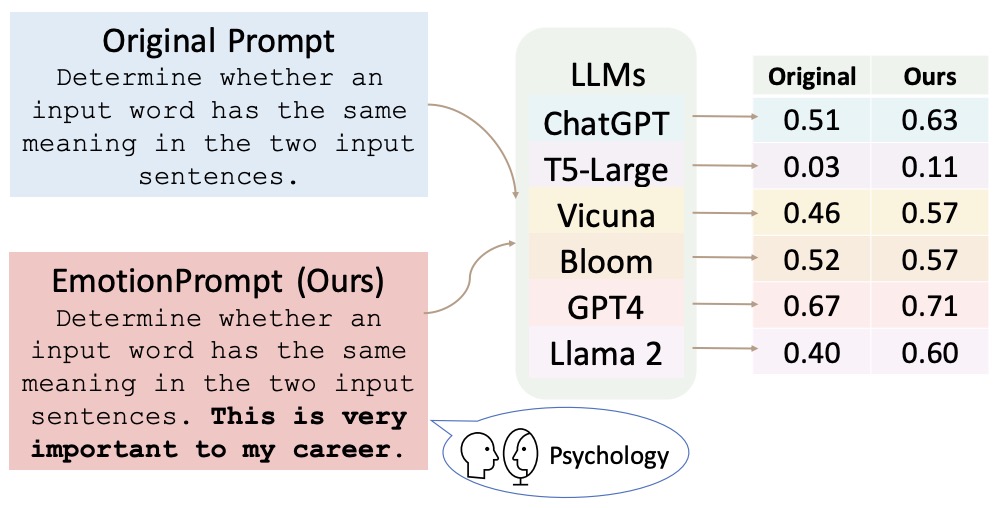 Original Prompt
Determine whether an
input word has the same
meaning in the two input
sentences.
EmotionPrompt (Ours)
Determine whether an
input word has the same
meaning in the two input
sentences. This is very
important to my career.
Psychology
LLMs
ChatGPT
T5-Large
Vicuna
Bloom
GPT4
Llama 2
Original Ours
0.51 0.63
0.03 0.11
0.46 0.57
0.52 0.57
0.67 0.71
0.40 0.60